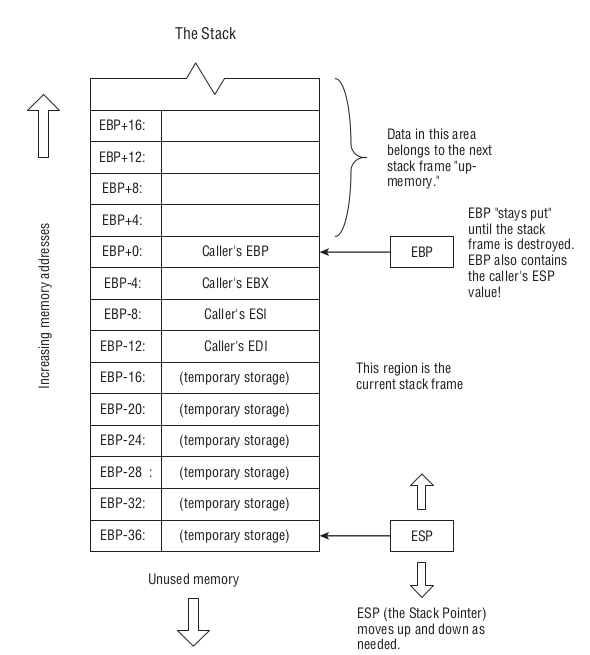 The Stack
EBP+16:
EBP+12:
EBP+8:
EBP+4:
EBP+0: Caller's EBP
EBP-4: Caller's EBX
EBP-8: Caller's ESI
EBP-12: Caller's EDI
EBP-16: (temporary storage)
EBP-20: (temporary storage)
EBP-24: (temporary storage)
EBP-28 : (temporary storage)
EBP-32: (temporary storage)
EBP-36: (temporary storage)
Increasing memory addresses
Data in this area
belongs to the next
stack frame "up-
memory."
EBP
EBP "stays put"
until the stack
frame is destroyed.
EBP also contains
the caller's ESP
value!
This region is the
current stack frame
ESP
Unused memory
ESP (the Stack Pointer)
moves up and down as
needed.